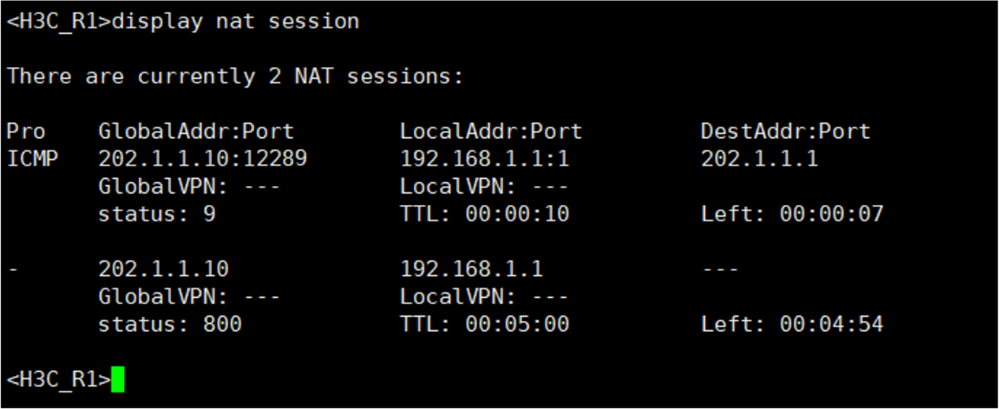 <H3C_R1>display nat session
There are currently 2 NAT sessions:
Pro GlobalAddr:Port LocalAddr:Port DestAddr:Port
ICMP 202.1.1.10:12289 192.168.1.1:1 202.1.1.1
GlobalVPN: --- LocalVPN: ---
status: 9 TTL: 00:00:10 Left: 00:00:07
- 202.1.1.10 192.168.1.1 ---
GlobalVPN: --- LocalVPN: ---
status: 800 TTL: 00:05:00 Left: 00:04:54
<H3C_R1>